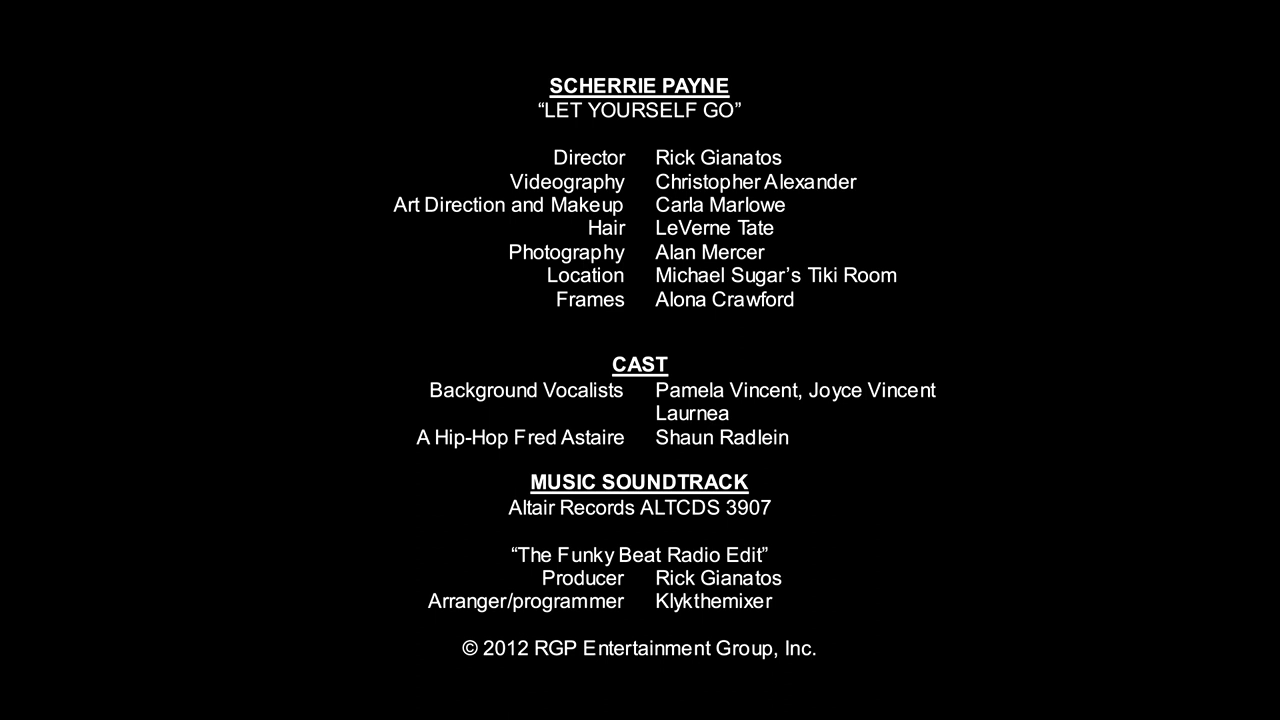 SCHERRIE PAYNE
“LET YOURSELF GO”
Director Rick Gianatos
Videography Christopher Alexander
Art Direction and Makeup Carla Marlowe
Hair LeVerne Tate
Photography Alan Mercer
Location Michael Sugar’s Tiki Room
Frames Alona Crawford
CAST
Background Vocalists Pamela Vincent, Joyce Vincent
Laurnea
A Hip-Hop Fred Astaire Shaun Radlein
MUSIC SOUNDTRACK
Altair Records ALTCDS 3907
“The Funky Beat Radio Edit”
Producer Rick Gianatos
Arranger/programmer Klykthemixer
© 2012 RGP Entertainment Group, Inc.